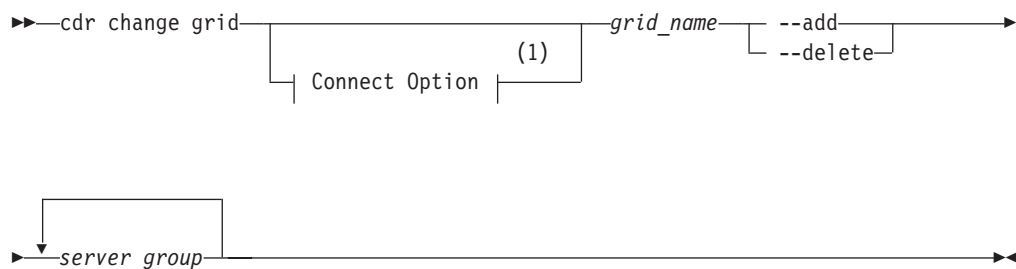 cdr change grid grid_name --add
(1) --delete
Connect Option
server group